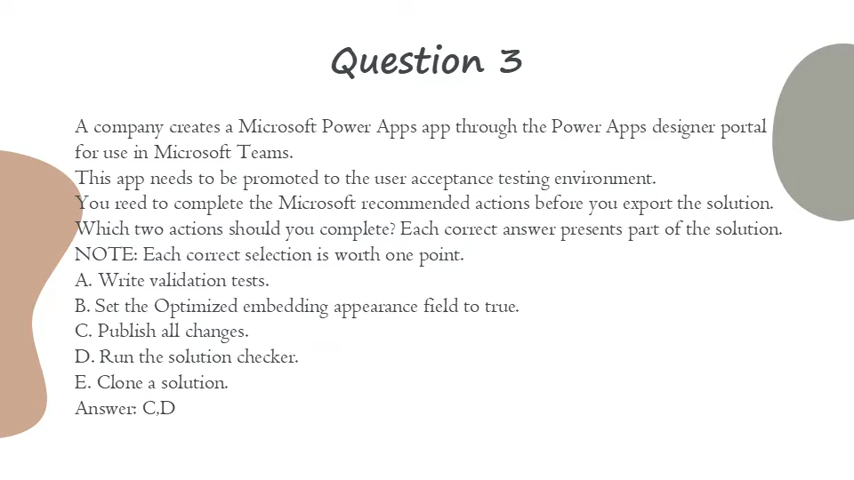 Question 3
A company creates a Microsoft Power Apps app through the Power Apps designer portal
for use in Microsoft Teams.
This app needs to be promoted to the user acceptance testing environment.
You reed to complete the Microsoft recommended actions before you export the solution.
Which two actions should you complete? Each correct answer presents part of the solution.
NOTE: Each correct selection is worth one point.
A. Write validation tests.
B. Set the Optimized embedding appearance field to true.
C. Publish all changes.
D. Run the solution checker.
E. Clone a solution.
Answer: C,D